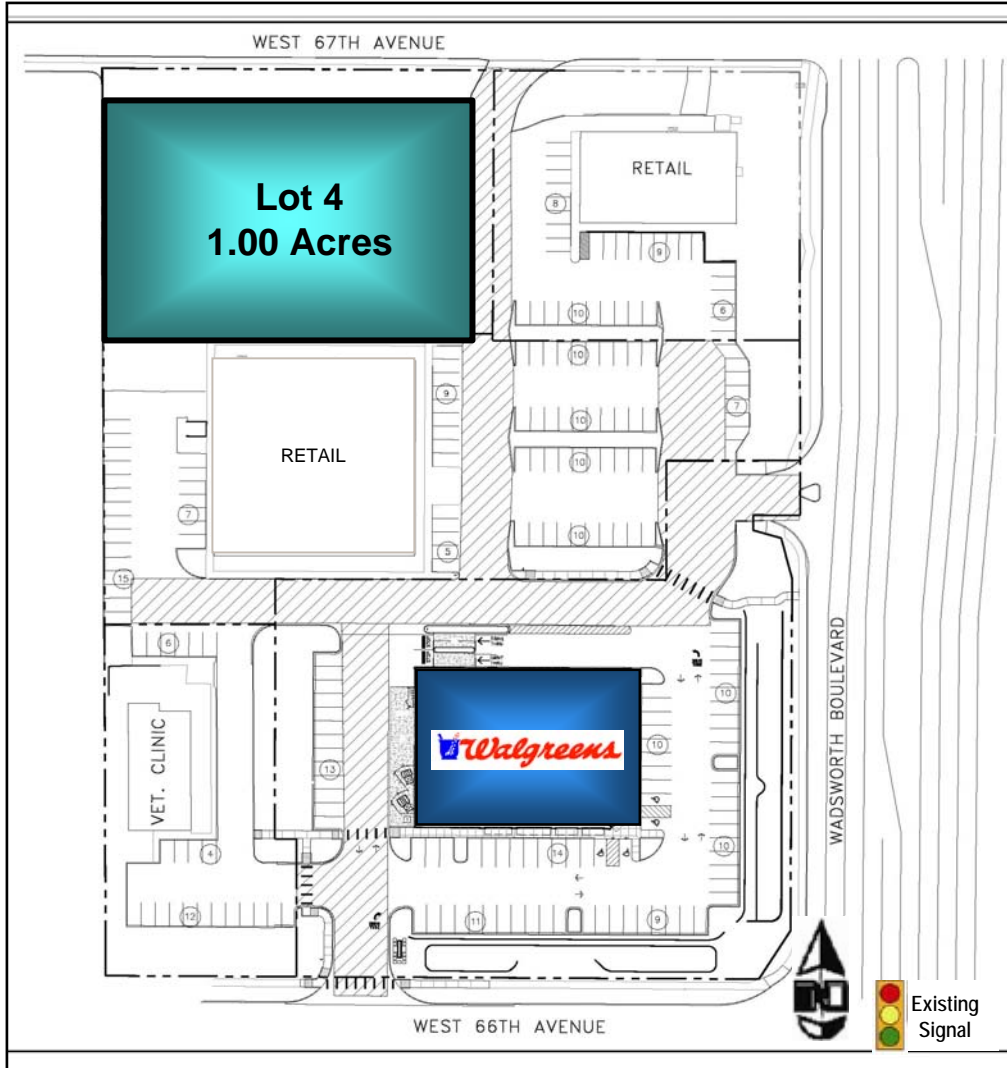 WEST 67TH AVENUE
Lot 4
1.00 Acres
RETAIL
8
9
10
6
10
9
7
10
RETAIL
10
7
5
10
15
6
10
WADSWORTH BOULEVARD
Walgreens
10
13
VET. CLINIC
10
4
14
12
11
9
WEST 66TH AVENUE
Existing
Signal